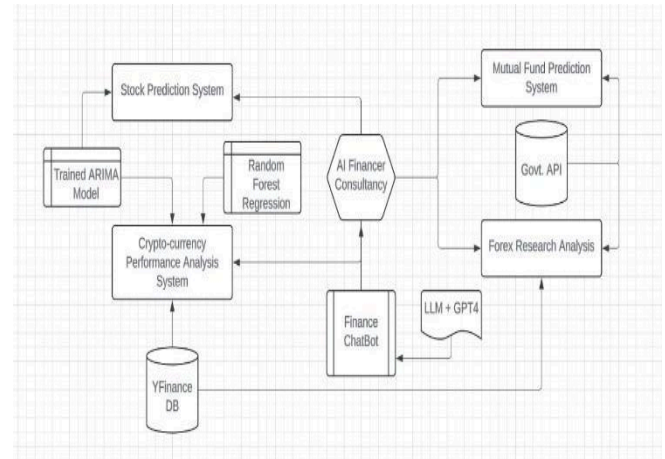 Stock Prediction System
Mutual Fund Prediction
System
Trained ARIMA
Model
Random
Forest
Regression
AI Financer
Consultancy
Govt. API
Crypto-currency
Performance Analysis
System
Forex Research Analysis
Finance
ChatBot
LLM + GPT4
YFinance
DB